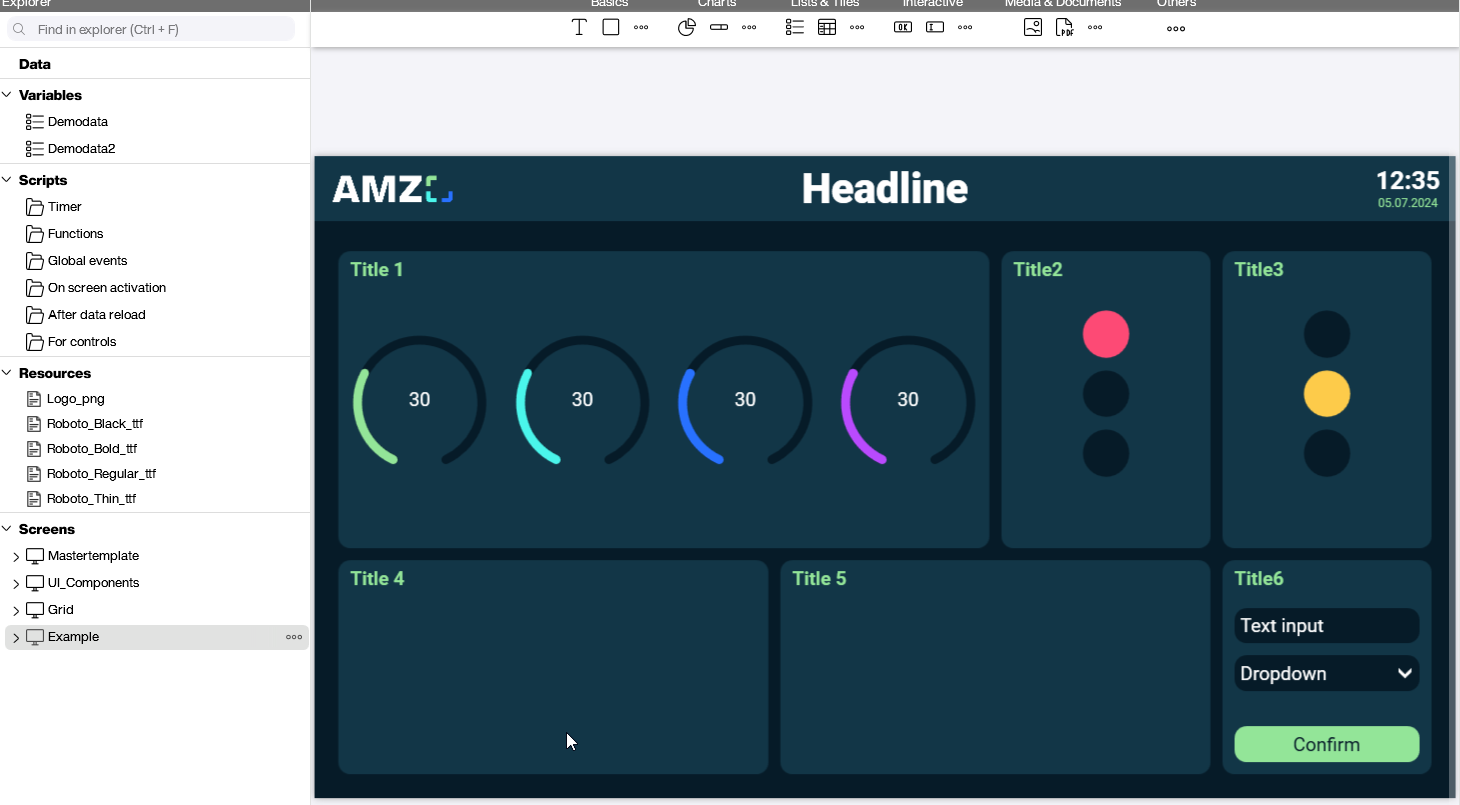 Explorer
Basics
Charts
Lists & Tiles
Interactive
Media & Documents
Others
Find in explorer (Ctrl + F)
OK
PDF
Data
Variables
Demodata
Demodata2
Scripts
Timer
Functions
Global events
On screen activation
After data reload
For controls
Resources
Logo_png
Roboto_Black_ttf
Roboto_Bold_ttf
Roboto_Regular_ttf
Roboto_Thin_ttf
Screens
Mastertemplate
UI_Components
Grid
Example
AMZ
Headline
12:35
05.07.2024
Title 1
30
30
30
30
Title2
Title3
Title 4
Title 5
Title6
Text input
Dropdown
Confirm